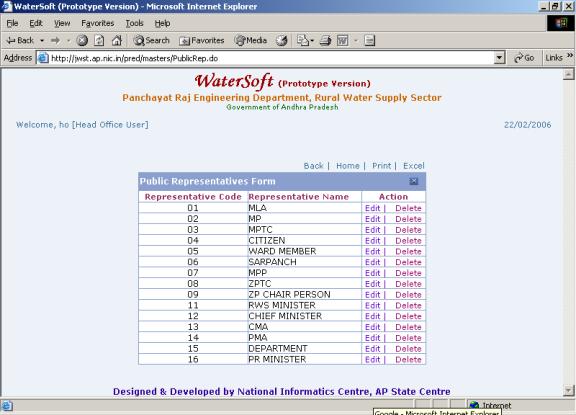 WaterSoft (Prototype Version) - Microsoft Internet Explorer
File Edit View Favorites Tools Help
Back Search Favorites Media
Address http://jwst.ap.nic.in/pred/masters/PublicRep.do Go Links »
WaterSoft (Prototype Version)
Panchayat Raj Engineering Department, Rural Water Supply Sector
Government of Andhra Pradesh
Welcome, ho [Head Office User] 22/02/2006
Back | Home | Print | Excel
Public Representatives Form
Representative Code Representative Name Action
01 MLA Edit | Delete
02 MP Edit | Delete
03 MPTC Edit | Delete
04 CITIZEN Edit | Delete
05 WARD MEMBER Edit | Delete
06 SARPANCH Edit | Delete
07 MPP Edit | Delete
08 ZPTC Edit | Delete
09 ZP CHAIR PERSON Edit | Delete
11 RWS MINISTER Edit | Delete
12 CHIEF MINISTER Edit | Delete
13 CMA Edit | Delete
14 PMA Edit | Delete
15 DEPARTMENT Edit | Delete
16 PR MINISTER Edit | Delete
Designed & Developed by National Informatics Centre, AP State Centre
Internet
Google - Microsoft Internet Explorer